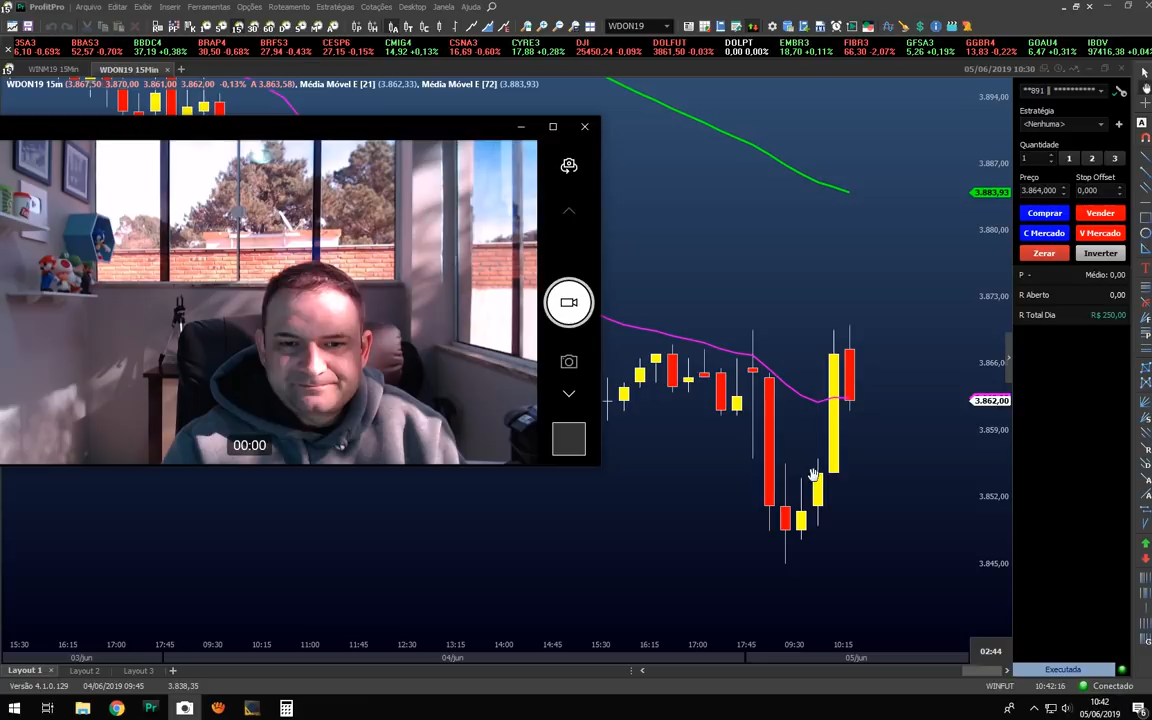 ProfitPro
Arquivo Editar Exibir Inserir Ferramentas Opções Roteamento Estratégias Cotações Desktop Janela Ajuda
WDON19
3SA3 BBAS3 BBDC4 BRAP4 BRFS3 CESP6 CMIG4 CSNA3 CYRE3 DJI DOLFUT DOLPT EMBR3 FIBR3 GFSA3 GGBR4 GOAU4 IBOV
6,10 -0,69% 52,57 -0,70% 37,19 +0,38% 30,50 -0,68% 27,94 -0,43% 27,15 -0,15% 14,92 +0,13% 16,69 -0,60% 17,88 +0,28% 25450,24 -0,09% 3861,50 -0,03% 0,00 0,00% 18,70 +0,11% 66,30 -2,07% 5,26 +0,19% 13,83 -0,22% 6,47 +0,31% 97416,38 +0,04%
WINM19 15Min WDON19 15Min
05/06/2019 10:30
WDON19 15m (3.867,50 3.870,00 3.861,00 3.862,00 -0,13% A 3.863,58), Média Móvel E [21] (3.862,33), Média Móvel E [72] (3.883,93)
3.894,00
3.887,00
3.883,93
3.880,00
3.873,00
3.866,00
3.862,00
3.859,00
3.852,00
3.845,00
**891
Estratégia
<Nenhuma>
Quantidade
1 1 2 3
Preço Stop Offset
3.864,000 0,000
Comprar Vender
C Mercado V Mercado
Zerar Inverter
P - Médio: 0,00
R Aberto 0,00
R Total Dia R$ 250,00
00:00
15:30 16:15 17:45 09:30 10:15 11:00 11:30 12:00 12:30 13:15 14:00 14:45 15:30 16:15 17:45 09:30 10:15
03/jun 04/jun 05/jun
02:44
Layout 1 Layout 2 Layout 3
Executada
Versão 4.1.0.129 04/06/2019 09:45 3.838,35
WINFUT 10:42:16 Conectado
10:42
05/06/2019